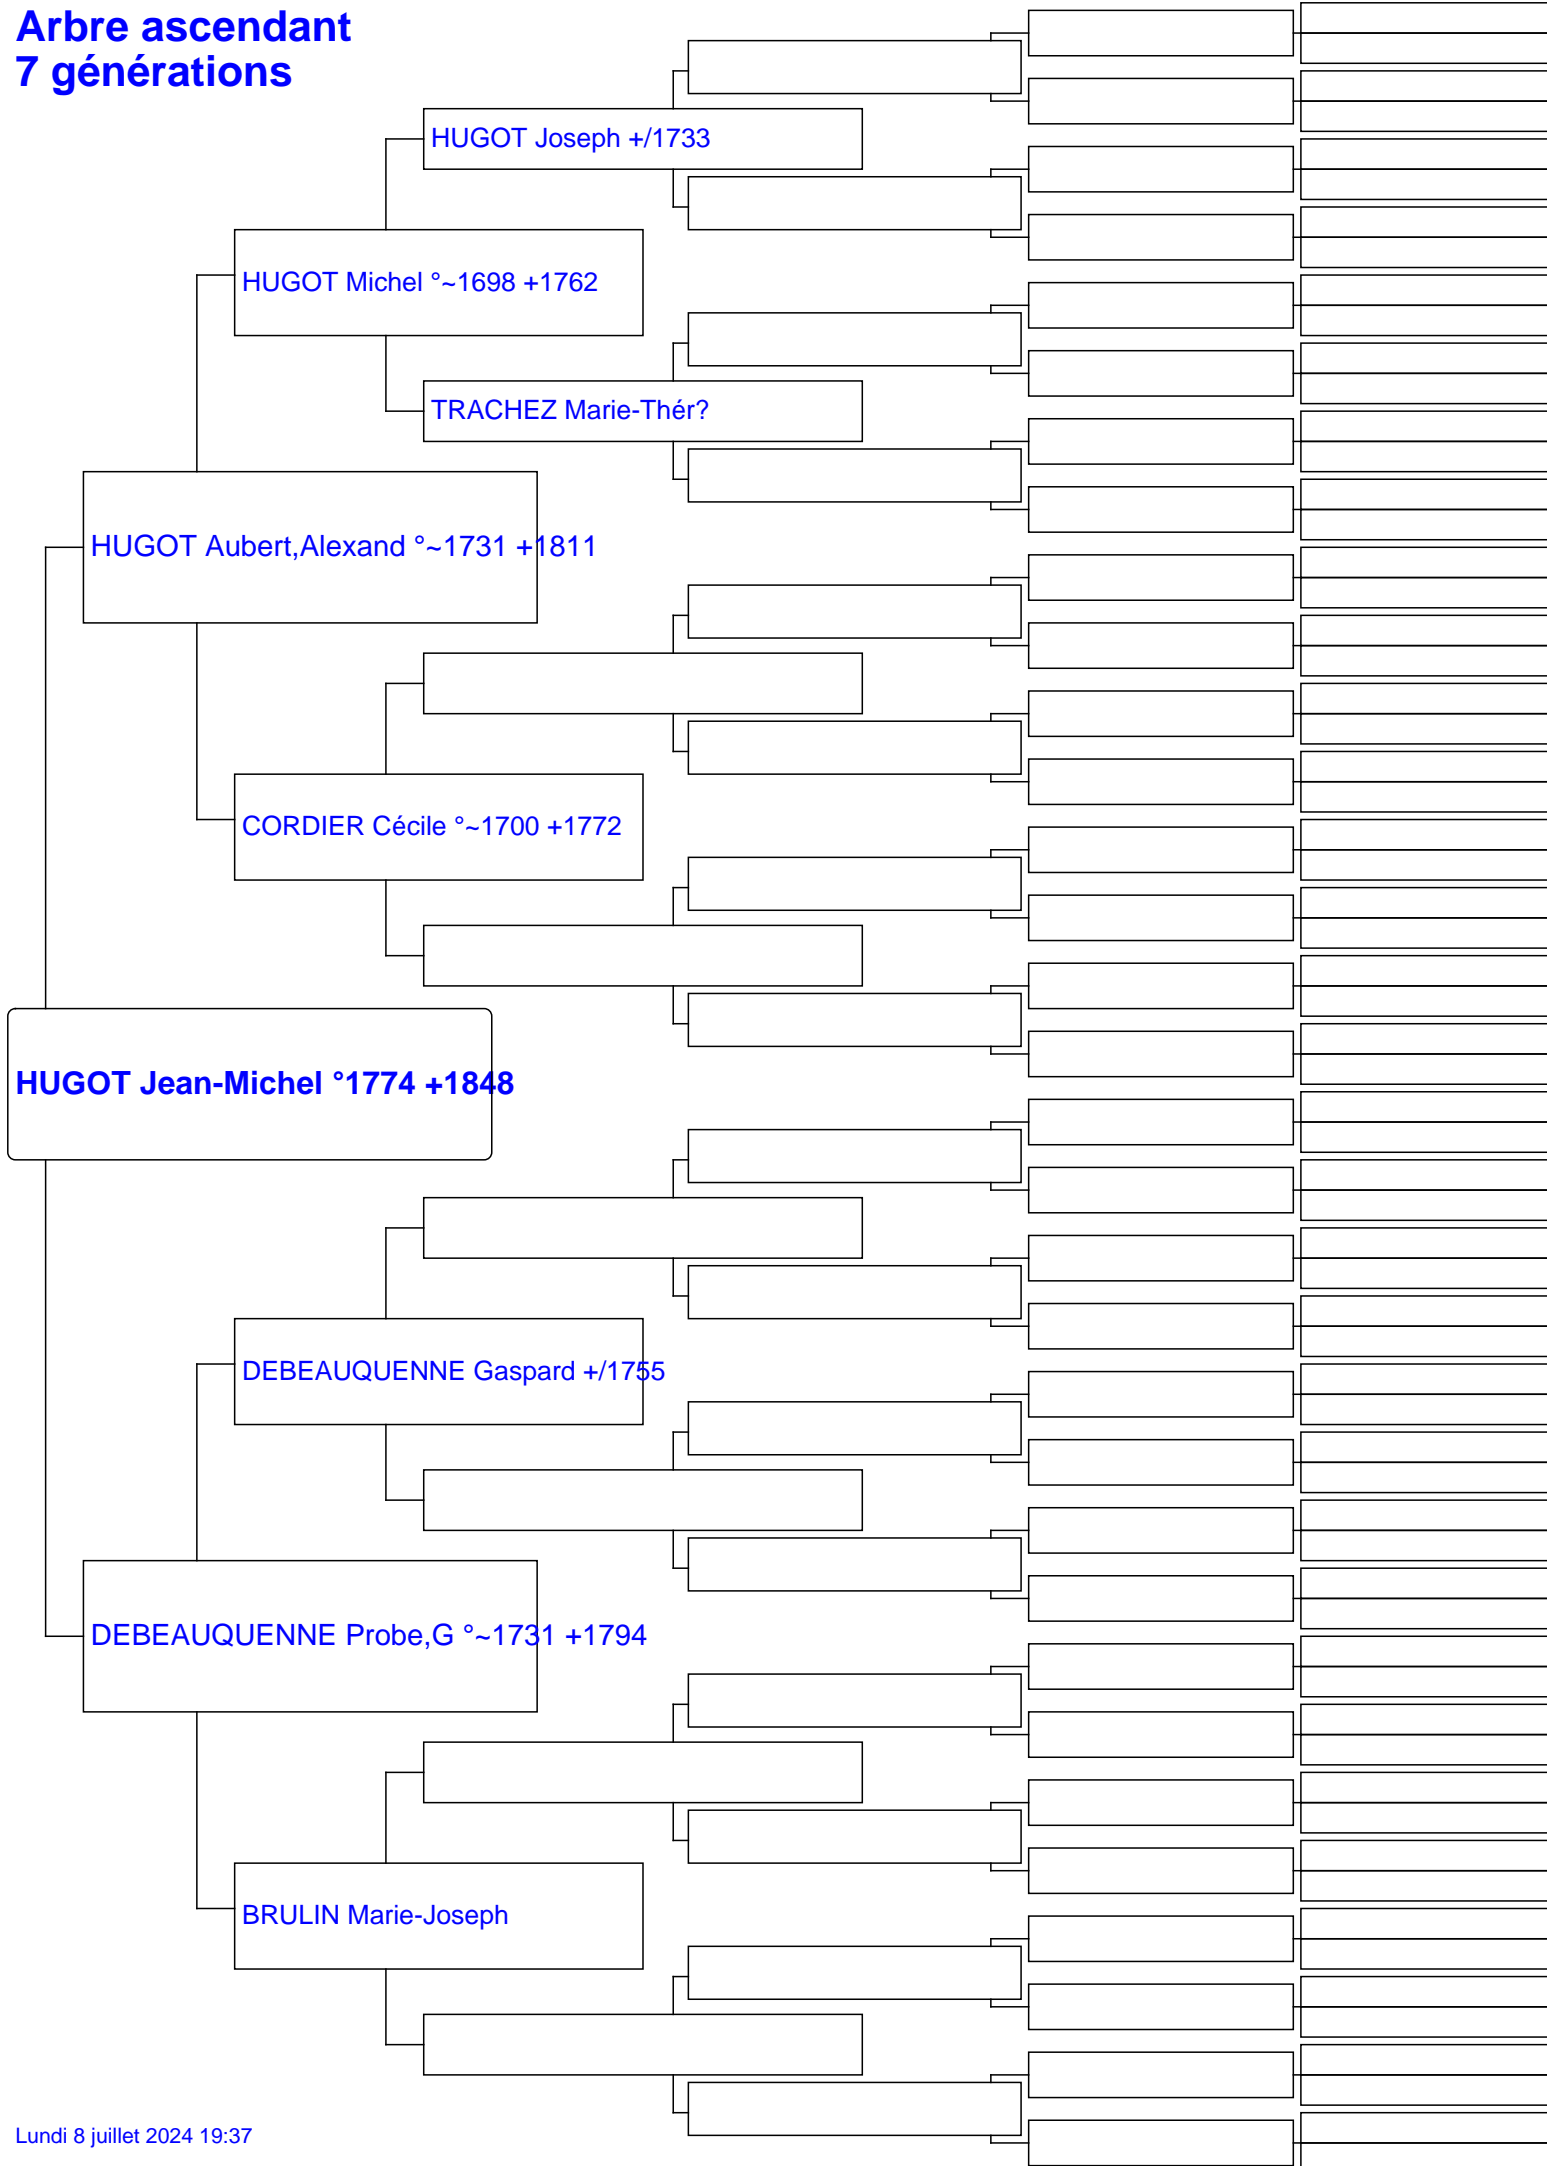 Arbre ascendant
7 générations
HUGOT Joseph +/1733
HUGOT Michel °~1698 +1762
TRACHEZ Marie-Thér?
HUGOT Aubert,Alexand °~1731 +1811
CORDIER Cécile °~1700 +1772
HUGOT Jean-Michel °1774 +1848
DEBEAUQUENNE Gaspard +/1755
DEBEAUQUENNE Probe,G °~1731 +1794
BRULIN Marie-Joseph
Lundi 8 juillet 2024 19:37